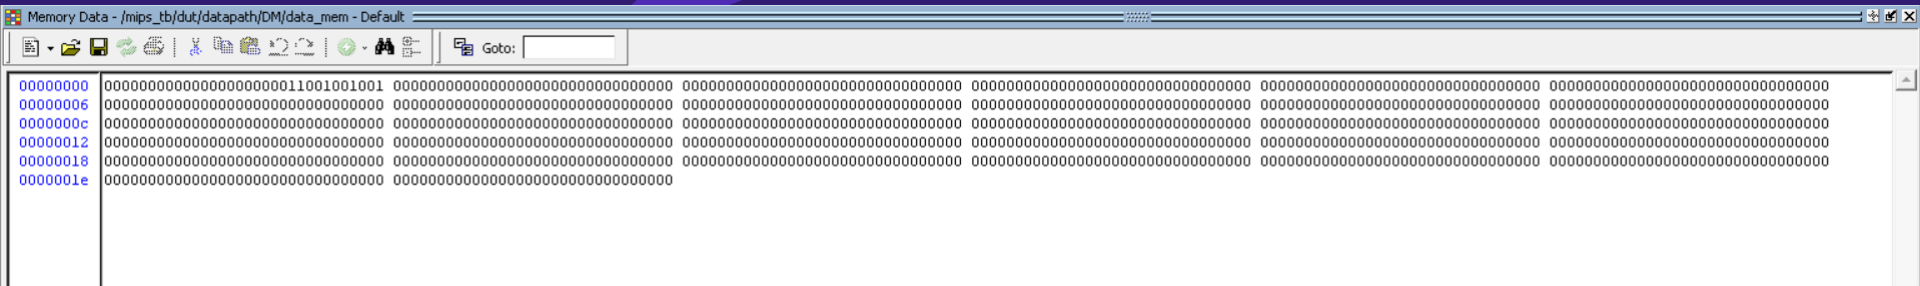 Memory Data - /mips_tb/dut/datapath/DM/data_mem - Default
Goto:
00000000 00000000000000000000011001001001 00000000000000000000000000000000 00000000000000000000000000000000 00000000000000000000000000000000 00000000000000000000000000000000 00000000000000000000000000000000
00000006 00000000000000000000000000000000 00000000000000000000000000000000 00000000000000000000000000000000 00000000000000000000000000000000 00000000000000000000000000000000 00000000000000000000000000000000
0000000c 00000000000000000000000000000000 00000000000000000000000000000000 00000000000000000000000000000000 00000000000000000000000000000000 00000000000000000000000000000000 00000000000000000000000000000000
00000012 00000000000000000000000000000000 00000000000000000000000000000000 00000000000000000000000000000000 00000000000000000000000000000000 00000000000000000000000000000000 00000000000000000000000000000000
00000018 00000000000000000000000000000000 00000000000000000000000000000000 00000000000000000000000000000000 00000000000000000000000000000000 00000000000000000000000000000000 00000000000000000000000000000000
0000001e 00000000000000000000000000000000 00000000000000000000000000000000